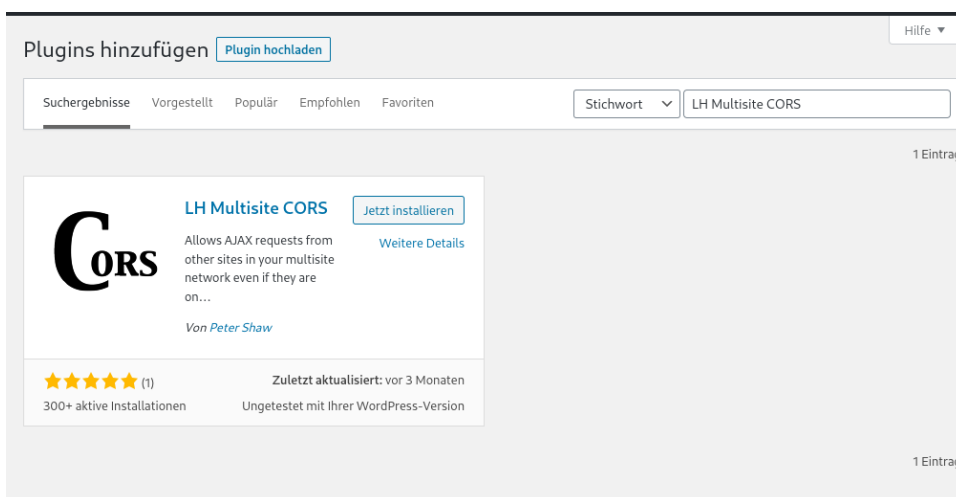 Hilfe ▼
Plugins hinzufügen Plugin hochladen
Suchergebnisse Vorgestellt Populär Empfohlen Favoriten Stichwort LH Multisite CORS
1
CORS
LH Multisite CORS Jetzt installieren
Allows AJAX requests from Weitere Details
other sites in your multisite
network even if they are
on…
Von Peter Shaw
(1) Zuletzt aktualisiert: vor 3 Monaten
300+ aktive Installationen Ungetestet mit Ihrer WordPress-Version
1